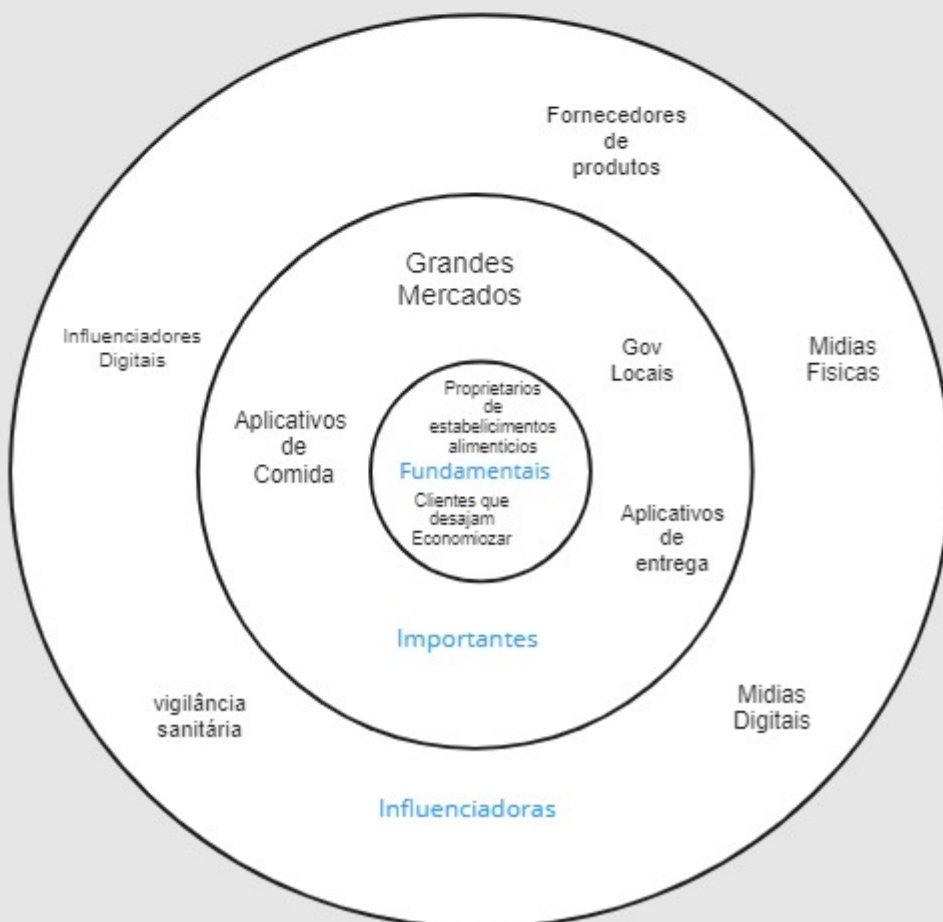 Fornecedores
de
produtos
Grandes
Mercados
Influenciadores
Digitais
Gov
Locais
Midias
Fisicas
Proprietarios
de
estabelicimentos
alimenticios
Aplicativos
de
Comida
Fundamentais
Clientes que
desajam
Economiozar
Aplicativos
de
entrega
Importantes
vigilância
sanitária
Midias
Digitais
Influenciadoras